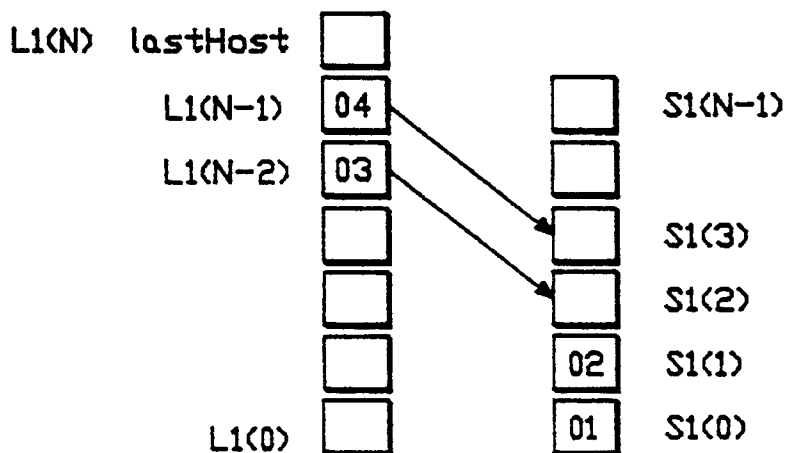 L1(N) lastHost
L1(N-1) 04 S1(N-1)
L1(N-2) 03
S1(3)
S1(2)
02 S1(1)
L1(0) 01 S1(0)